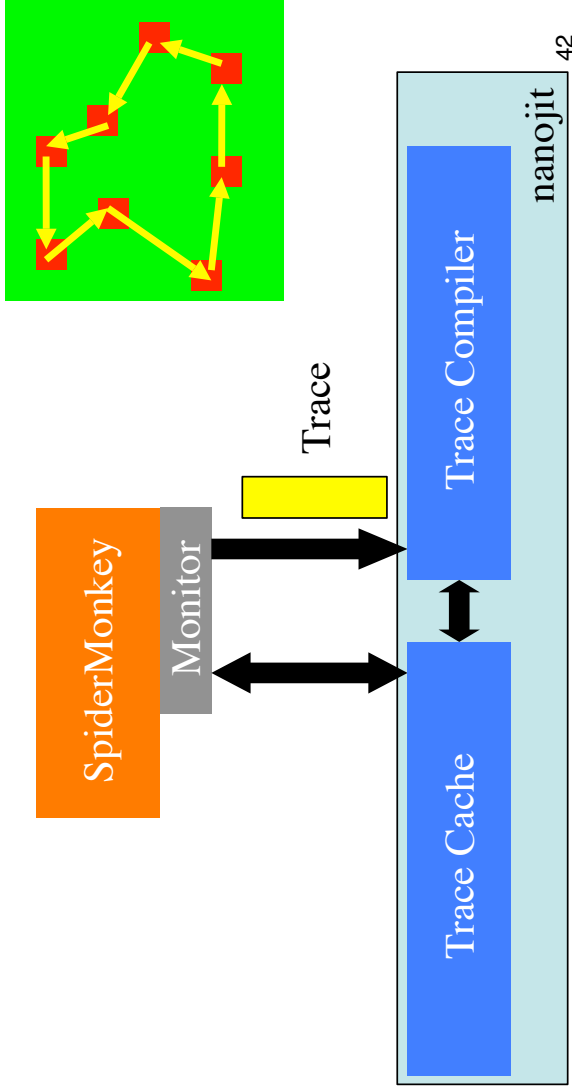 SpiderMonkey
Monitor
Trace
Trace Cache
Trace Compiler
nanojit
42